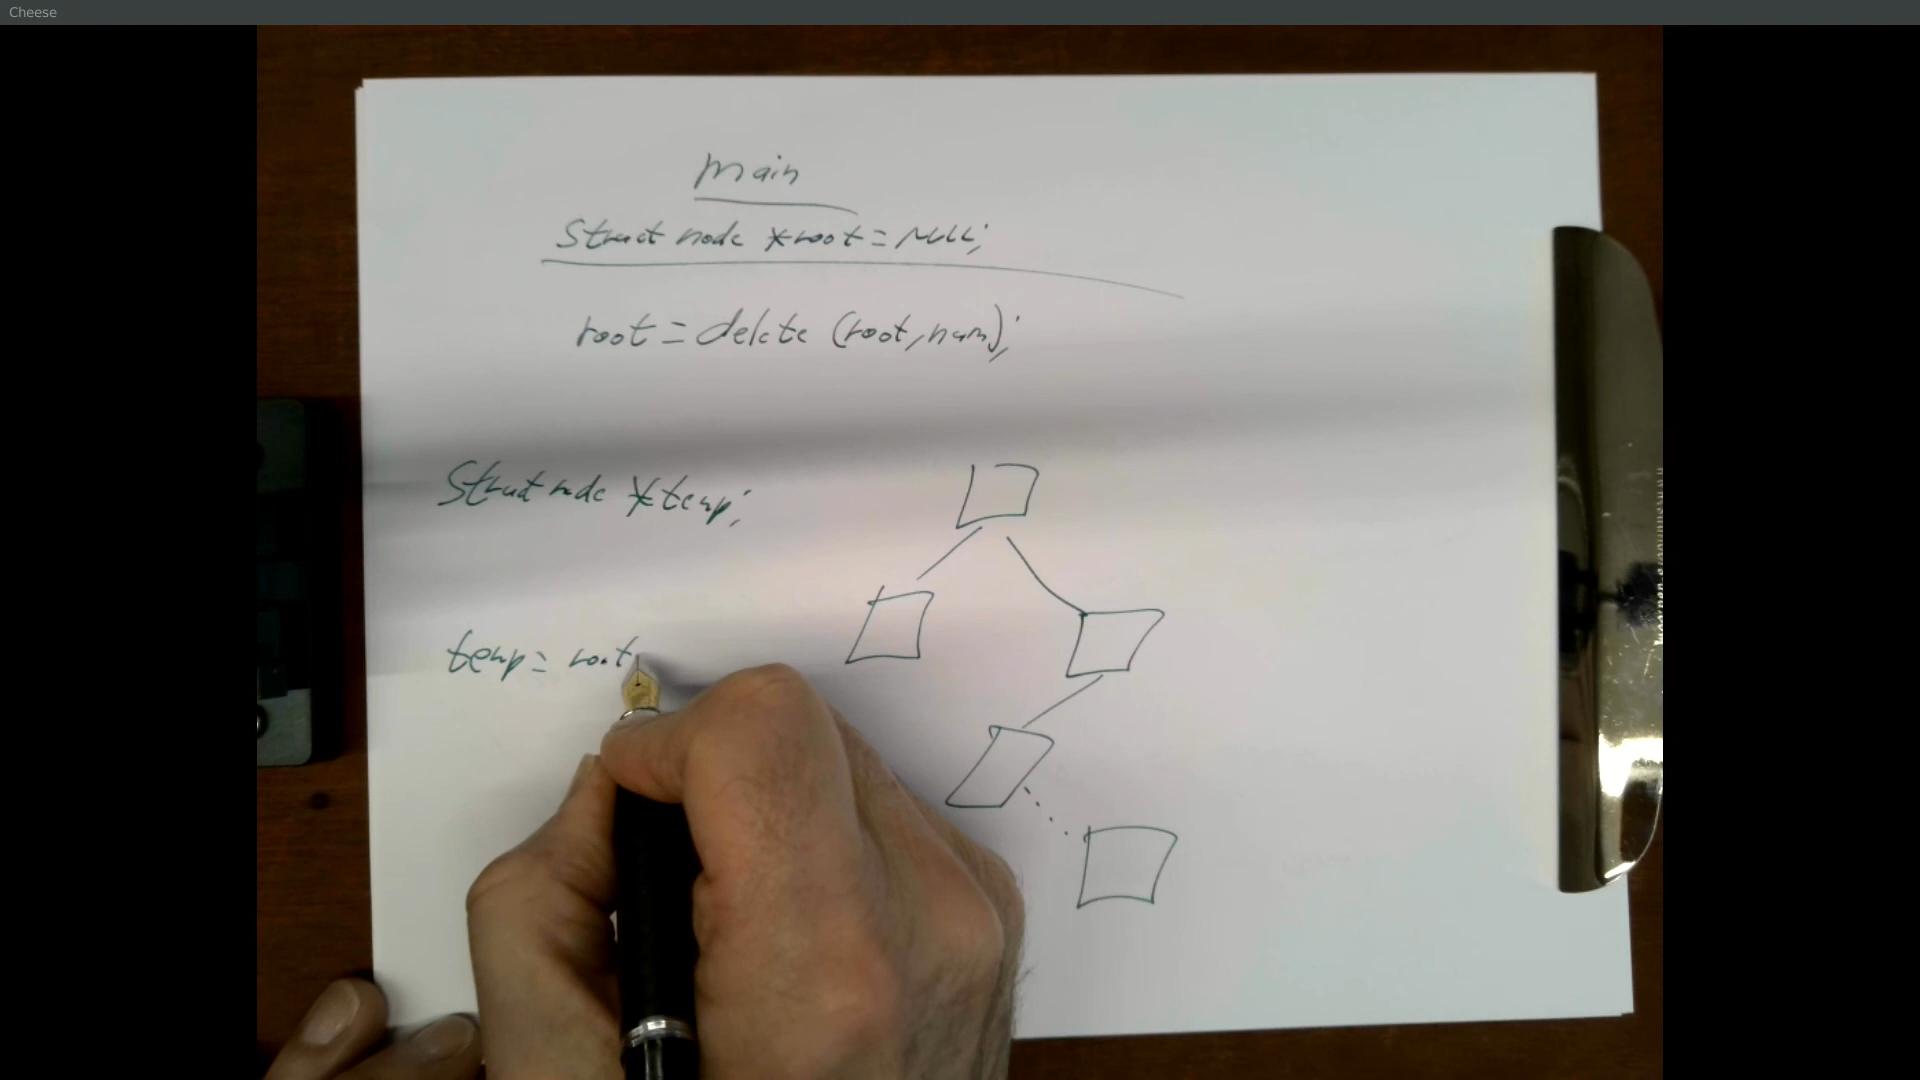 Cheese
main
struct node *root = NULL;
root = delete (root, num);
struct node *temp;
temp = root